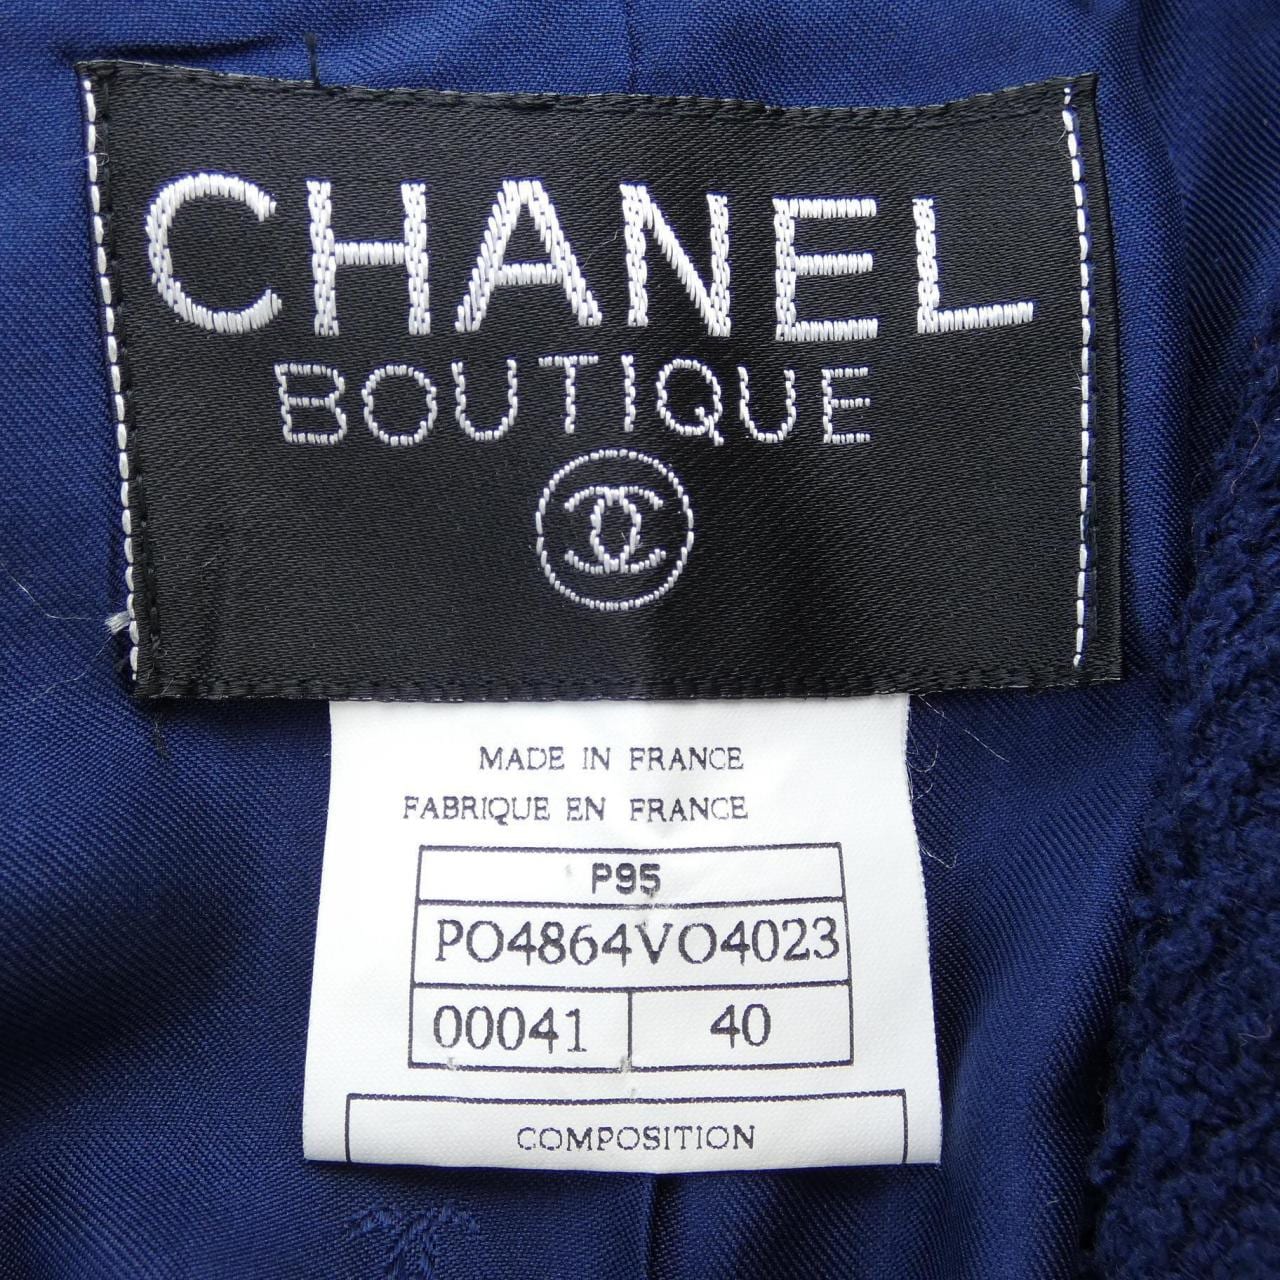 CHANEL
BOUTIQUE
MADE IN FRANCE
FABRIQUE EN FRANCE
P95
PO4864VO4023
00041 40
COMPOSITION